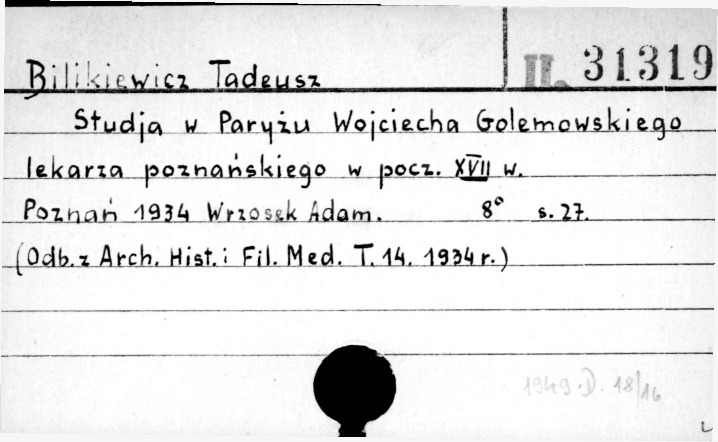 II. 31319
Bilikiewicz Tadeusz
Studja w Paryżu Wojciecha Golemowskiego
lekarza poznańskiego w pocz. XVII w.
Poznań 1934 Wrzosek Adam. 8° s. 27.
(Odb. z Arch. Hist. i Fil. Med. T. 14. 1934 r.)
1949.D. 18/16
L